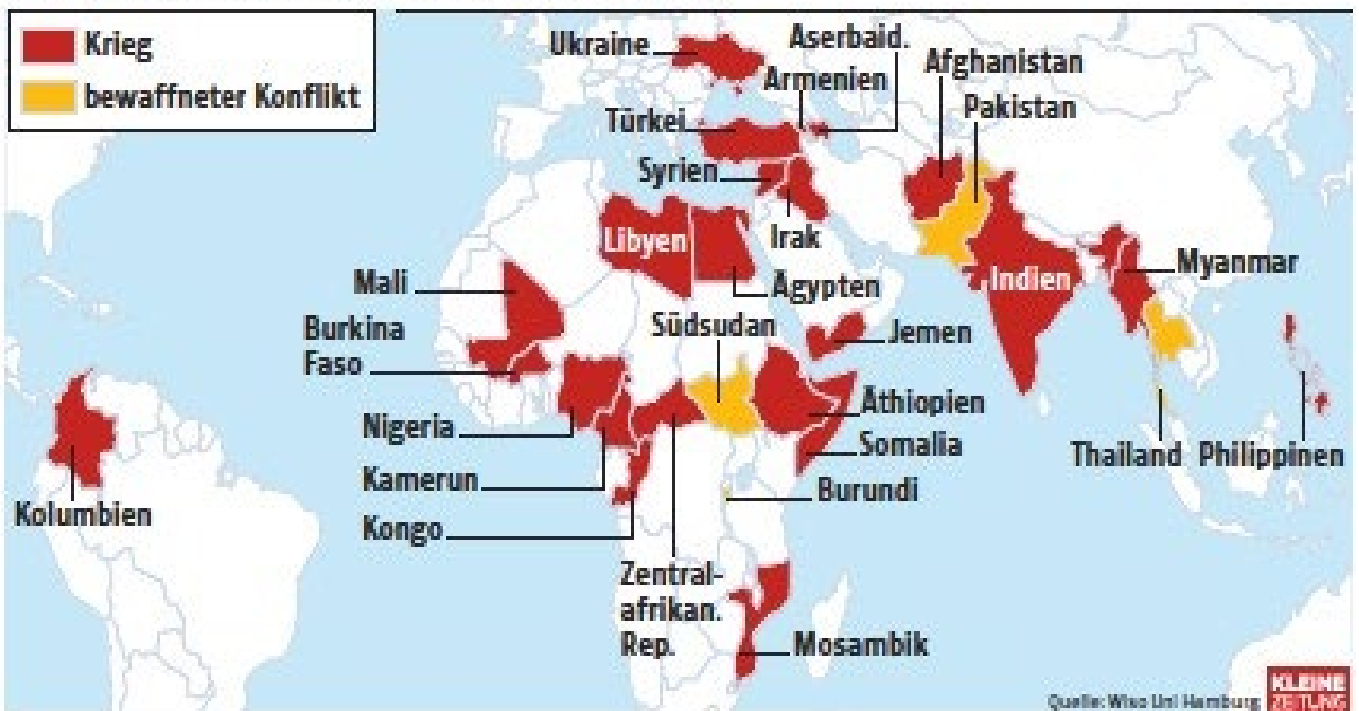 Krieg
bewaffneter Konflikt
Ukraine
Aserbaid.
Armenien
Afghanistan
Pakistan
Türkei
Syrien
Irak
Libyen
Ägypten
Indien
Myanmar
Mali
Burkina
Faso
Südsudan
Jemen
Nigeria
Äthiopien
Somalia
Kamerun
Burundi
Kongo
Thailand
Philippinen
Kolumbien
Zentral-
afrikan.
Rep.
Mosambik
Quelle: Wiso Uni Hamburg
KLEINE
ZEITUNG